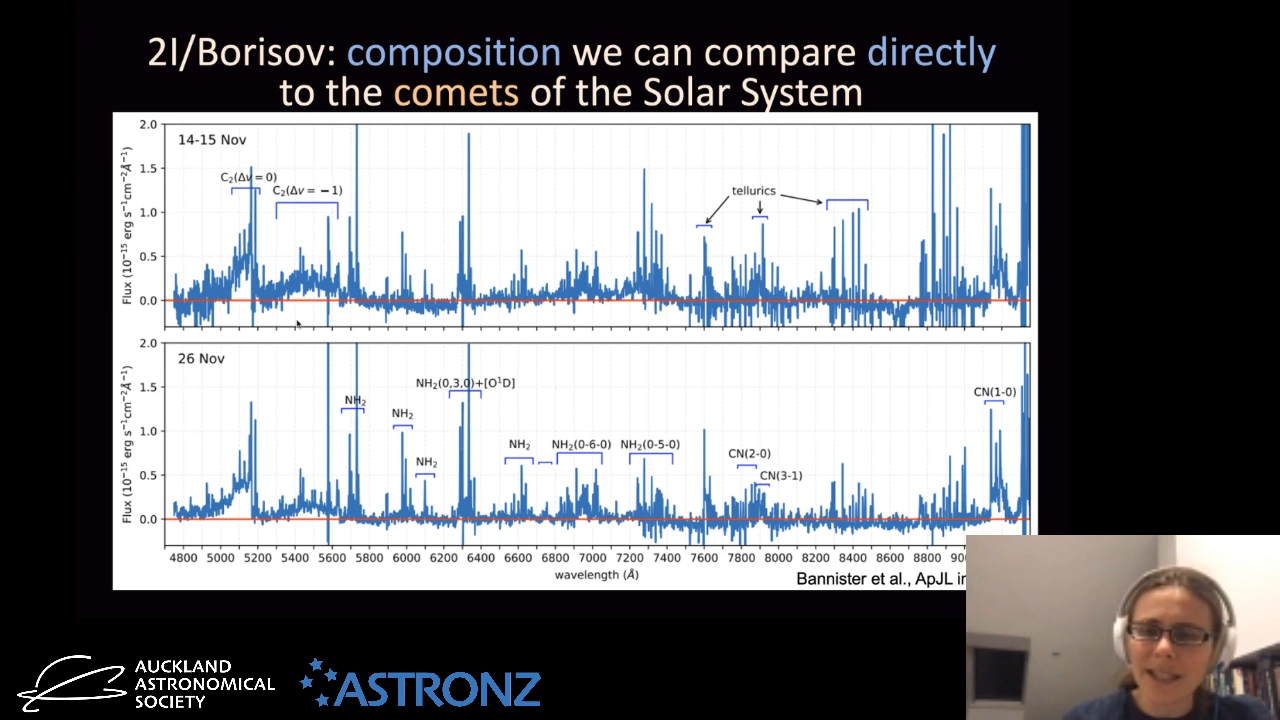 2I/Borisov: composition we can compare directly
to the comets of the Solar System
14-15 Nov
Flux (10⁻¹⁵ erg s⁻¹cm⁻²Å⁻¹)
2.0
1.5
1.0
0.5
0.0
C₂(Δv = 0)
C₂(Δv = −1)
tellurics
26 Nov
Flux (10⁻¹⁵ erg s⁻¹cm⁻²Å⁻¹)
2.0
1.5
1.0
0.5
0.0
NH₂
NH₂
NH₂
NH₂(0,3,0)+[O¹D]
NH₂
NH₂(0-6-0)
NH₂(0-5-0)
CN(2-0)
CN(3-1)
CN(1-0)
4800 5000 5200 5400 5600 5800 6000 6200 6400 6600 6800 7000 7200 7400 7600 7800 8000 8200 8400 8600 8800
wavelength (Å)
Bannister et al., ApJL
AUCKLAND
ASTRONOMICAL
SOCIETY
ASTRONZ